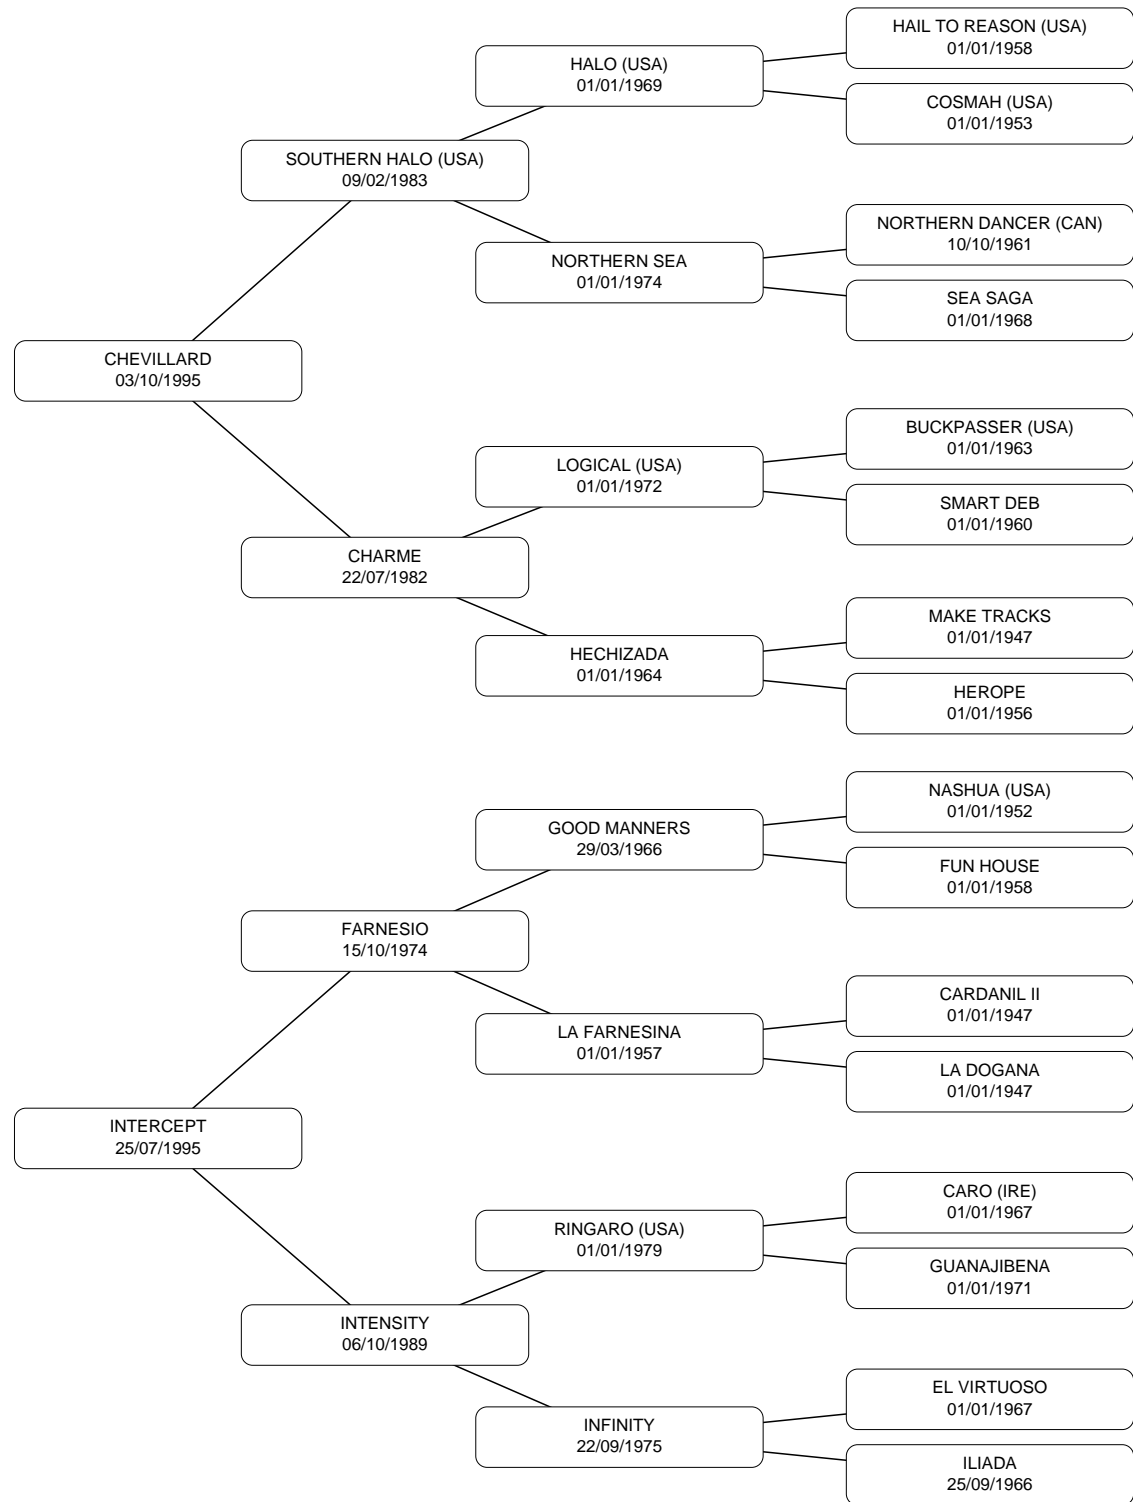 HAIL TO REASON (USA)
01/01/1958
HALO (USA)
01/01/1969
COSMAH (USA)
01/01/1953
SOUTHERN HALO (USA)
09/02/1983
NORTHERN DANCER (CAN)
10/10/1961
NORTHERN SEA
01/01/1974
SEA SAGA
01/01/1968
CHEVILLARD
03/10/1995
BUCKPASSER (USA)
01/01/1963
LOGICAL (USA)
01/01/1972
SMART DEB
01/01/1960
CHARME
22/07/1982
MAKE TRACKS
01/01/1947
HECHIZADA
01/01/1964
HEROPE
01/01/1956
NASHUA (USA)
01/01/1952
GOOD MANNERS
29/03/1966
FUN HOUSE
01/01/1958
FARNESIO
15/10/1974
CARDANIL II
01/01/1947
LA FARNESINA
01/01/1957
LA DOGANA
01/01/1947
INTERCEPT
25/07/1995
CARO (IRE)
01/01/1967
RINGARO (USA)
01/01/1979
GUANAJIBENA
01/01/1971
INTENSITY
06/10/1989
EL VIRTUOSO
01/01/1967
INFINITY
22/09/1975
ILIADA
25/09/1966